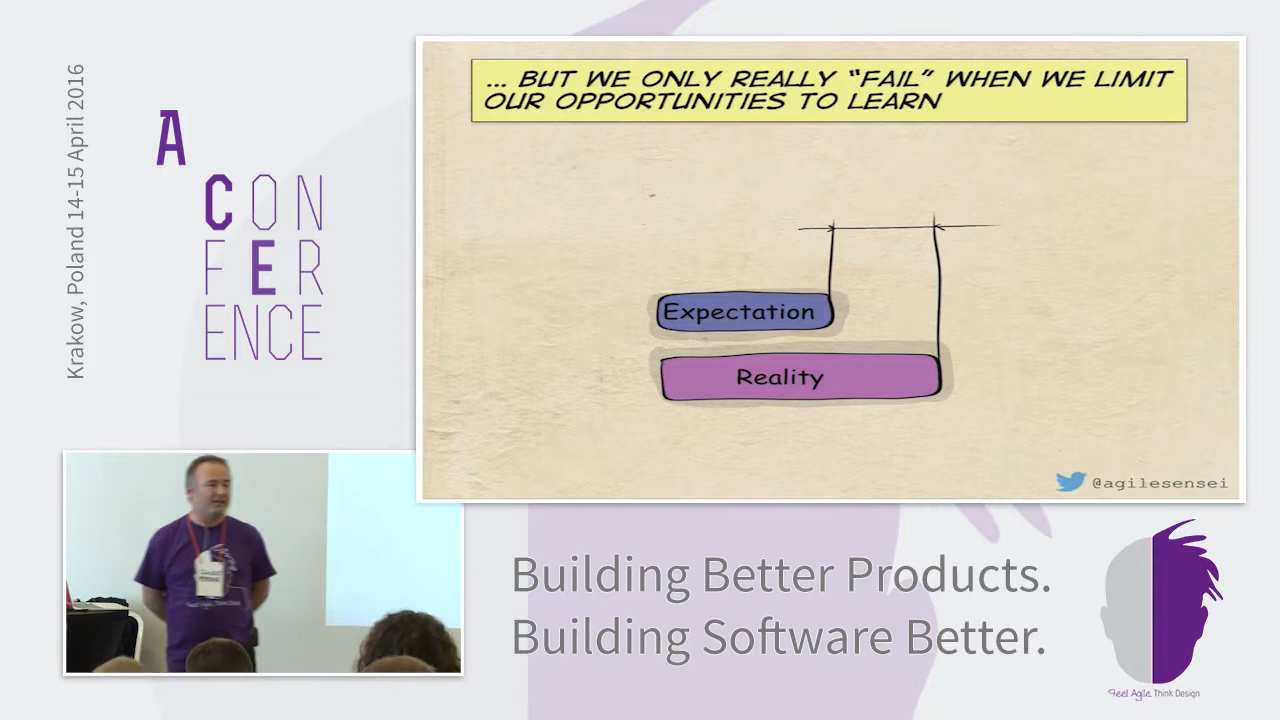 Krakow, Poland 14-15 April 2016
A
CON
FER
ENCE
... BUT WE ONLY REALLY “FAIL” WHEN WE LIMIT
OUR OPPORTUNITIES TO LEARN
Expectation
Reality
@agilesensei
Building Better Products.
Building Software Better.
Feel Agile. Think Design